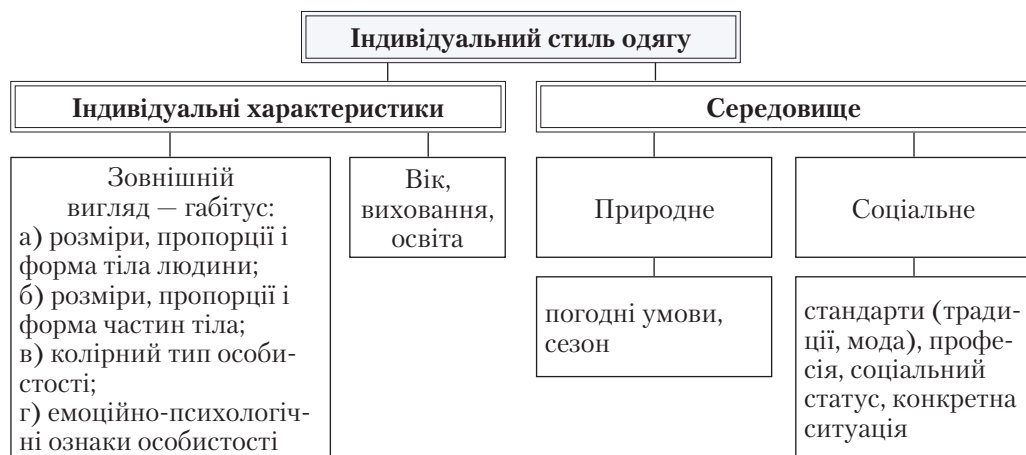 Індивідуальний стиль одягу
Індивідуальні характеристики
Середовище
Зовнішній
вигляд — габітус:
а) розміри, пропорції і
форма тіла людини;
б) розміри, пропорції і
форма частин тіла;
в) колірний тип особи-
стості;
г) емоційно-психологіч-
ні ознаки особистості
Вік,
виховання,
освіта
Природне
погодні умови,
сезон
Соціальне
стандарти (тради-
ції, мода), профе-
сія, соціальний
статус, конкретна
ситуація